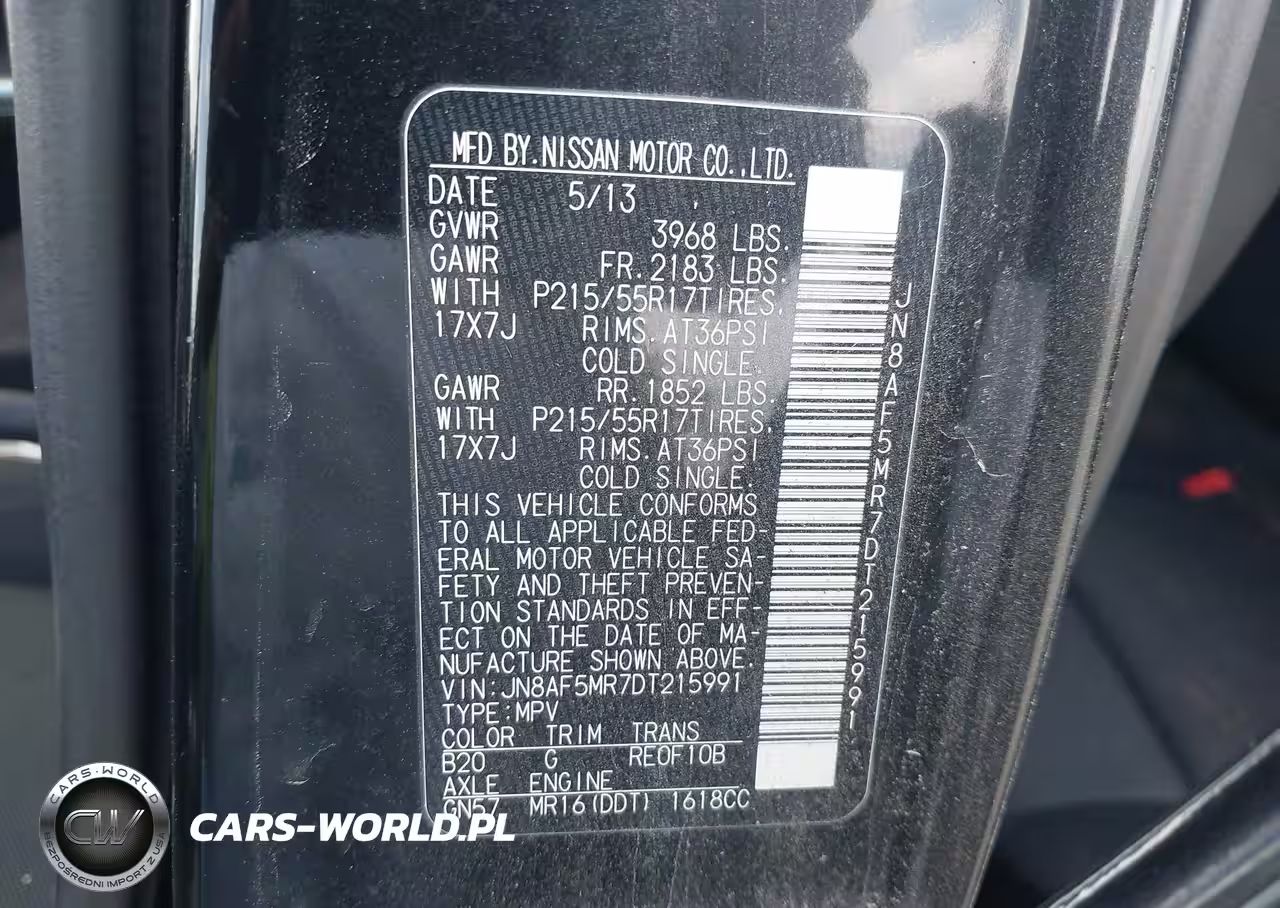 MFD BY.NISSAN MOTOR CO.,LTD.
DATE 5/13
GVWR 3968 LBS.
GAWR FR.2183 LBS.
WITH P215/55R17TIRES.
17X7J RIMS.AT36PSI
COLD SINGLE.
GAWR RR.1852 LBS.
WITH P215/55R17TIRES.
17X7J RIMS.AT36PSI
COLD SINGLE.
THIS VEHICLE CONFORMS
TO ALL APPLICABLE FED-
ERAL MOTOR VEHICLE SA-
FETY AND THEFT PREVEN-
TION STANDARDS IN EFF-
ECT ON THE DATE OF MA-
NUFACTURE SHOWN ABOVE.
VIN:JN8AF5MR7DT215991
TYPE:MPV
COLOR TRIM TRANS
B20 G RE0F10B
AXLE ENGINE
GN57 MR16(DDT) 1618CC
JN8AF5MR7DT215991
CARS-WORLD
CW
BEZPOŚREDNI IMPORT Z USA
CARS-WORLD.PL